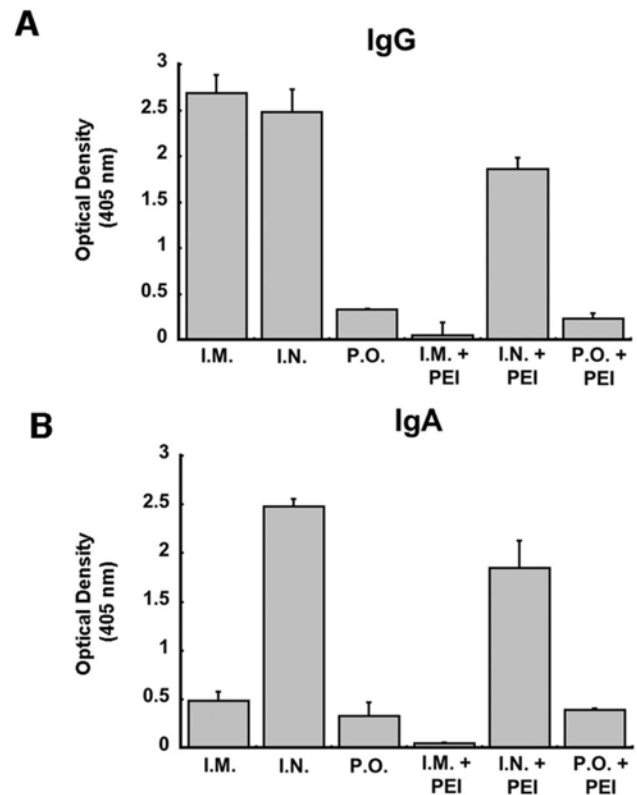 A
IgG
Optical Density
(405 nm)
3
2.5
2
1.5
1
0.5
0
I.M.
I.N.
P.O.
I.M. +
PEI
I.N. +
PEI
P.O. +
PEI
B
IgA
Optical Density
(405 nm)
3
2.5
2
1.5
1
0.5
0
I.M.
I.N.
P.O.
I.M. +
PEI
I.N. +
PEI
P.O. +
PEI